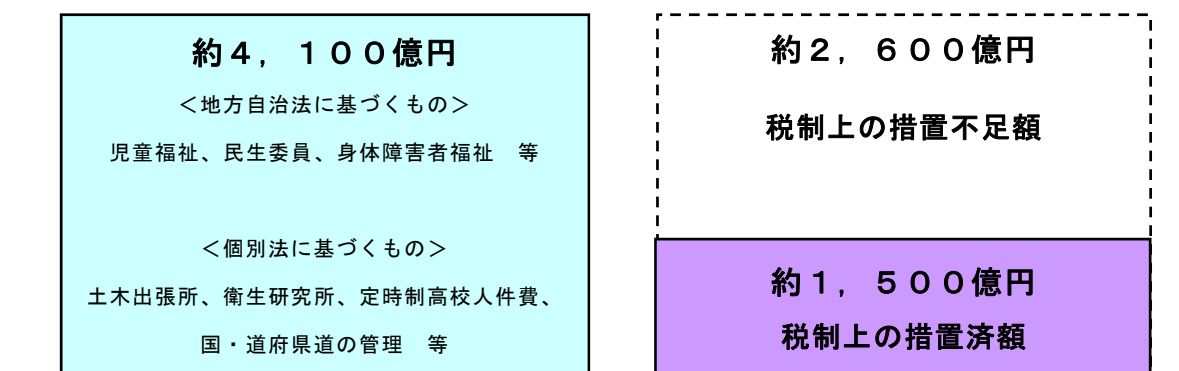 約４，１００億円
＜地方自治法に基づくもの＞
児童福祉、民生委員、身体障害者福祉　等
＜個別法に基づくもの＞
土木出張所、衛生研究所、定時制高校人件費、
国・道府県道の管理　等
約２，６００億円
税制上の措置不足額
約１，５００億円
税制上の措置済額